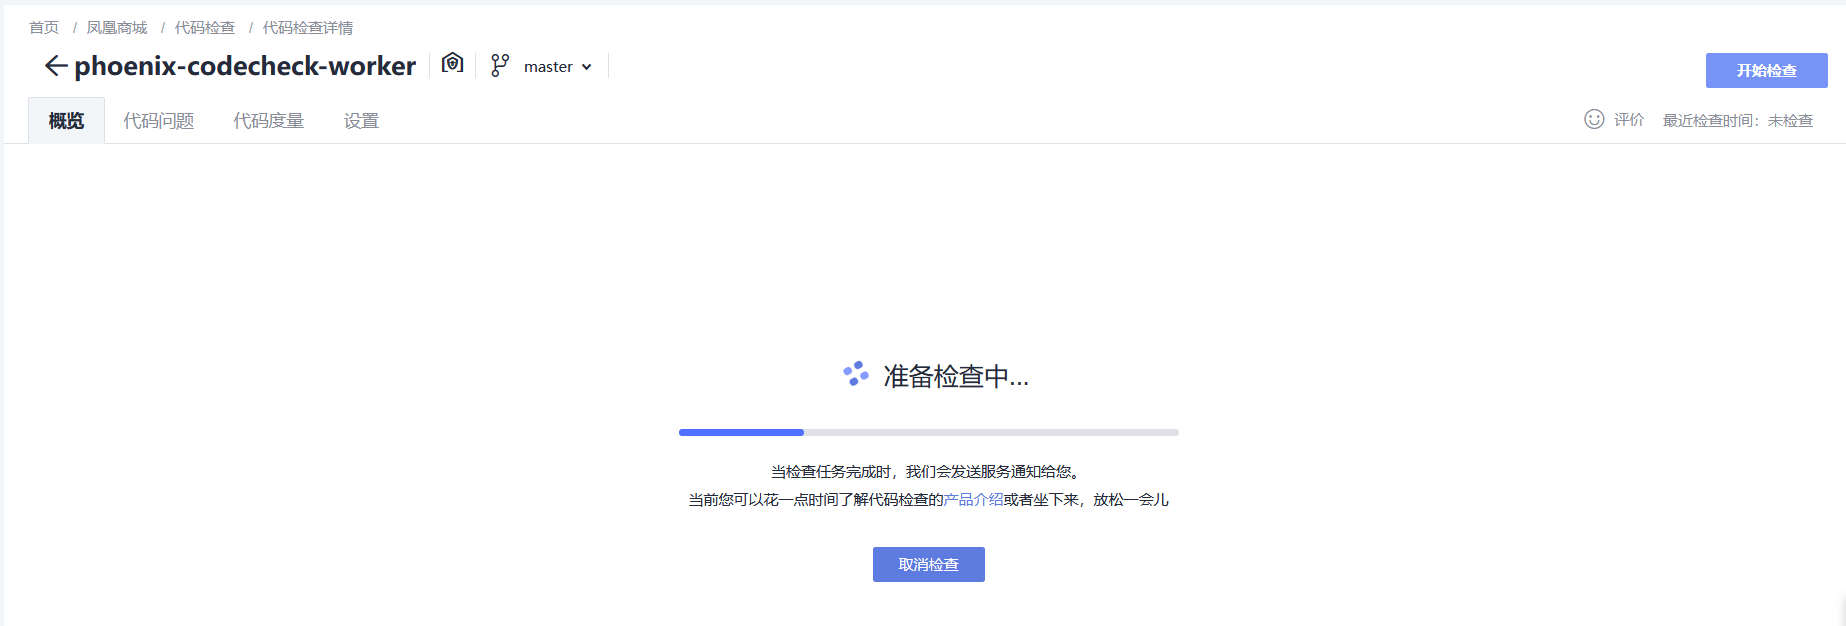 首页 / 凤凰商城 / 代码检查 / 代码检查详情
phoenix-codecheck-worker master
开始检查
概览 代码问题 代码度量 设置 评价 最近检查时间：未检查
准备检查中...
当检查任务完成时，我们会发送服务通知给您。
当前您可以花一点时间了解代码检查的产品介绍或者坐下来，放松一会儿
取消检查